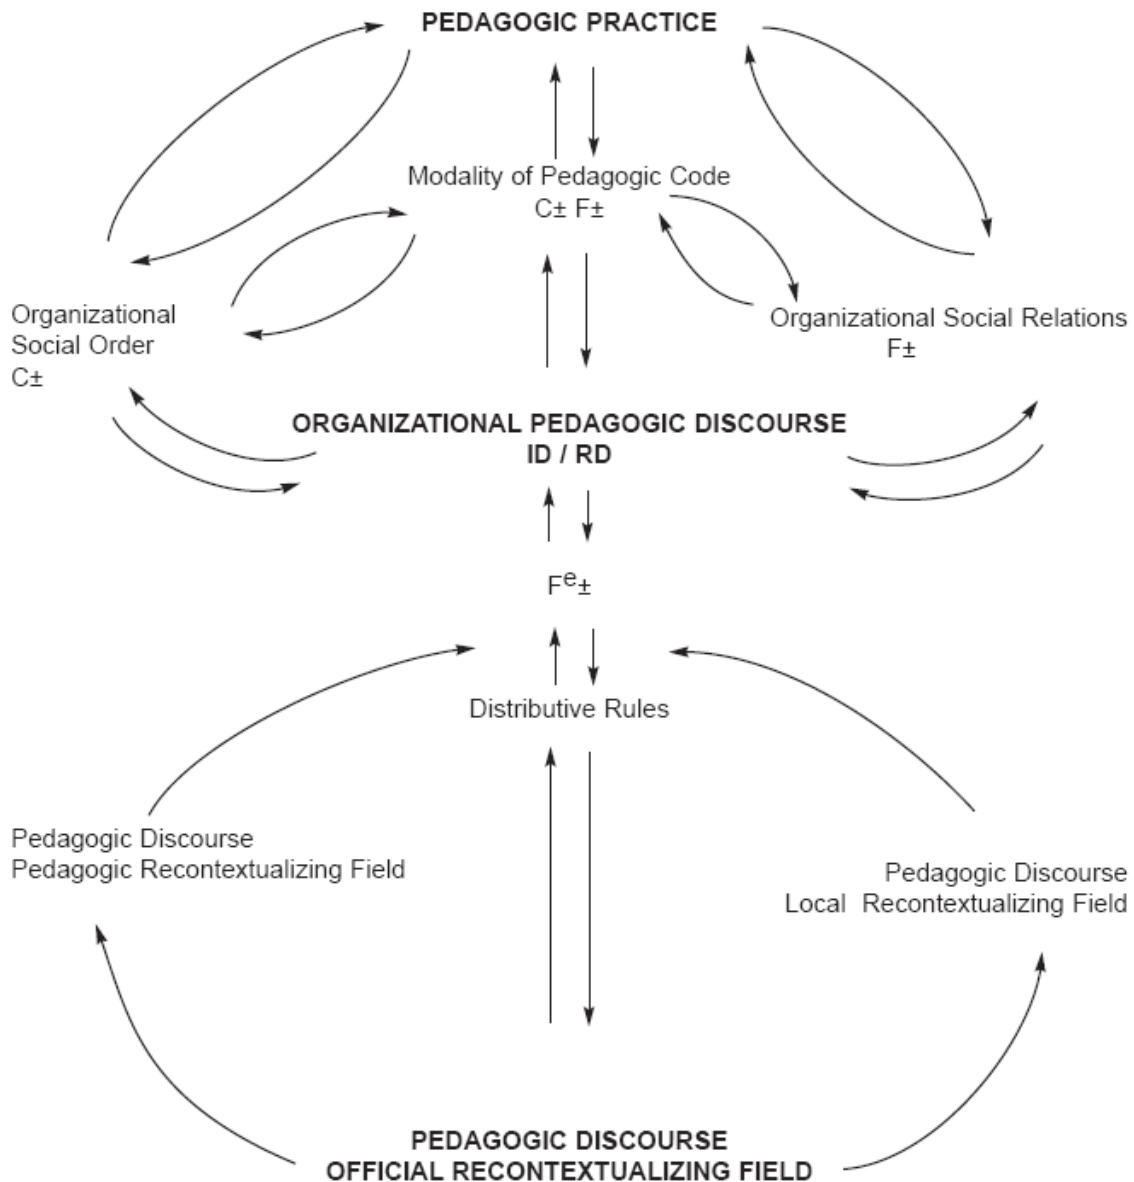 PEDAGOGIC PRACTICE
Modality of Pedagogic Code
C± F±
Organizational
Social Order
C±
Organizational Social Relations
F±
ORGANIZATIONAL PEDAGOGIC DISCOURSE
ID / RD
Fe±
Distributive Rules
Pedagogic Discourse
Pedagogic Recontextualizing Field
Pedagogic Discourse
Local Recontextualizing Field
PEDAGOGIC DISCOURSE
OFFICIAL RECONTEXTUALIZING FIELD